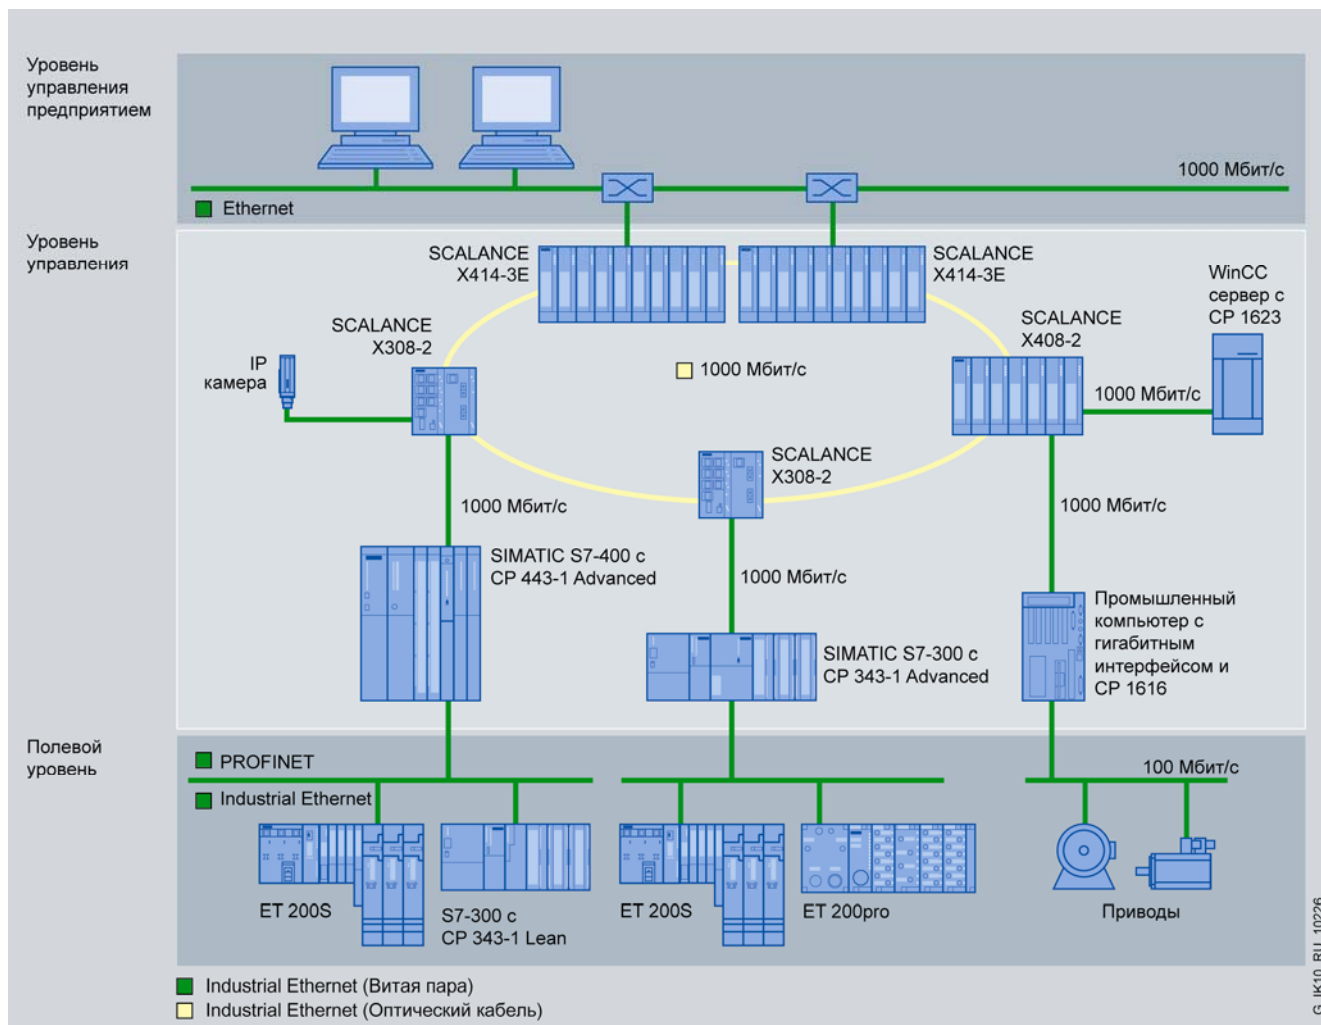 Уровень
управления
предприятием
1000 Мбит/с
Ethernet
Уровень
управления
SCALANCE
X414-3E
SCALANCE
X414-3E
WinCC
сервер с
CP 1623
SCALANCE
X308-2
SCALANCE
X408-2
IP
камера
1000 Мбит/с
1000 Мбит/с
SCALANCE
X308-2
1000 Мбит/с
1000 Мбит/с
SIMATIC S7-400 с
CP 443-1 Advanced
1000 Мбит/с
Промышленный
компьютер с
гигабитным
интерфейсом и
CP 1616
SIMATIC S7-300 с
CP 343-1 Advanced
Полевой
уровень
PROFINET
100 Мбит/с
Industrial Ethernet
ET 200S
S7-300 с
CP 343-1 Lean
ET 200S
ET 200pro
Приводы
Industrial Ethernet (Витая пара)
Industrial Ethernet (Оптический кабель)
G_IK10_RU_10226